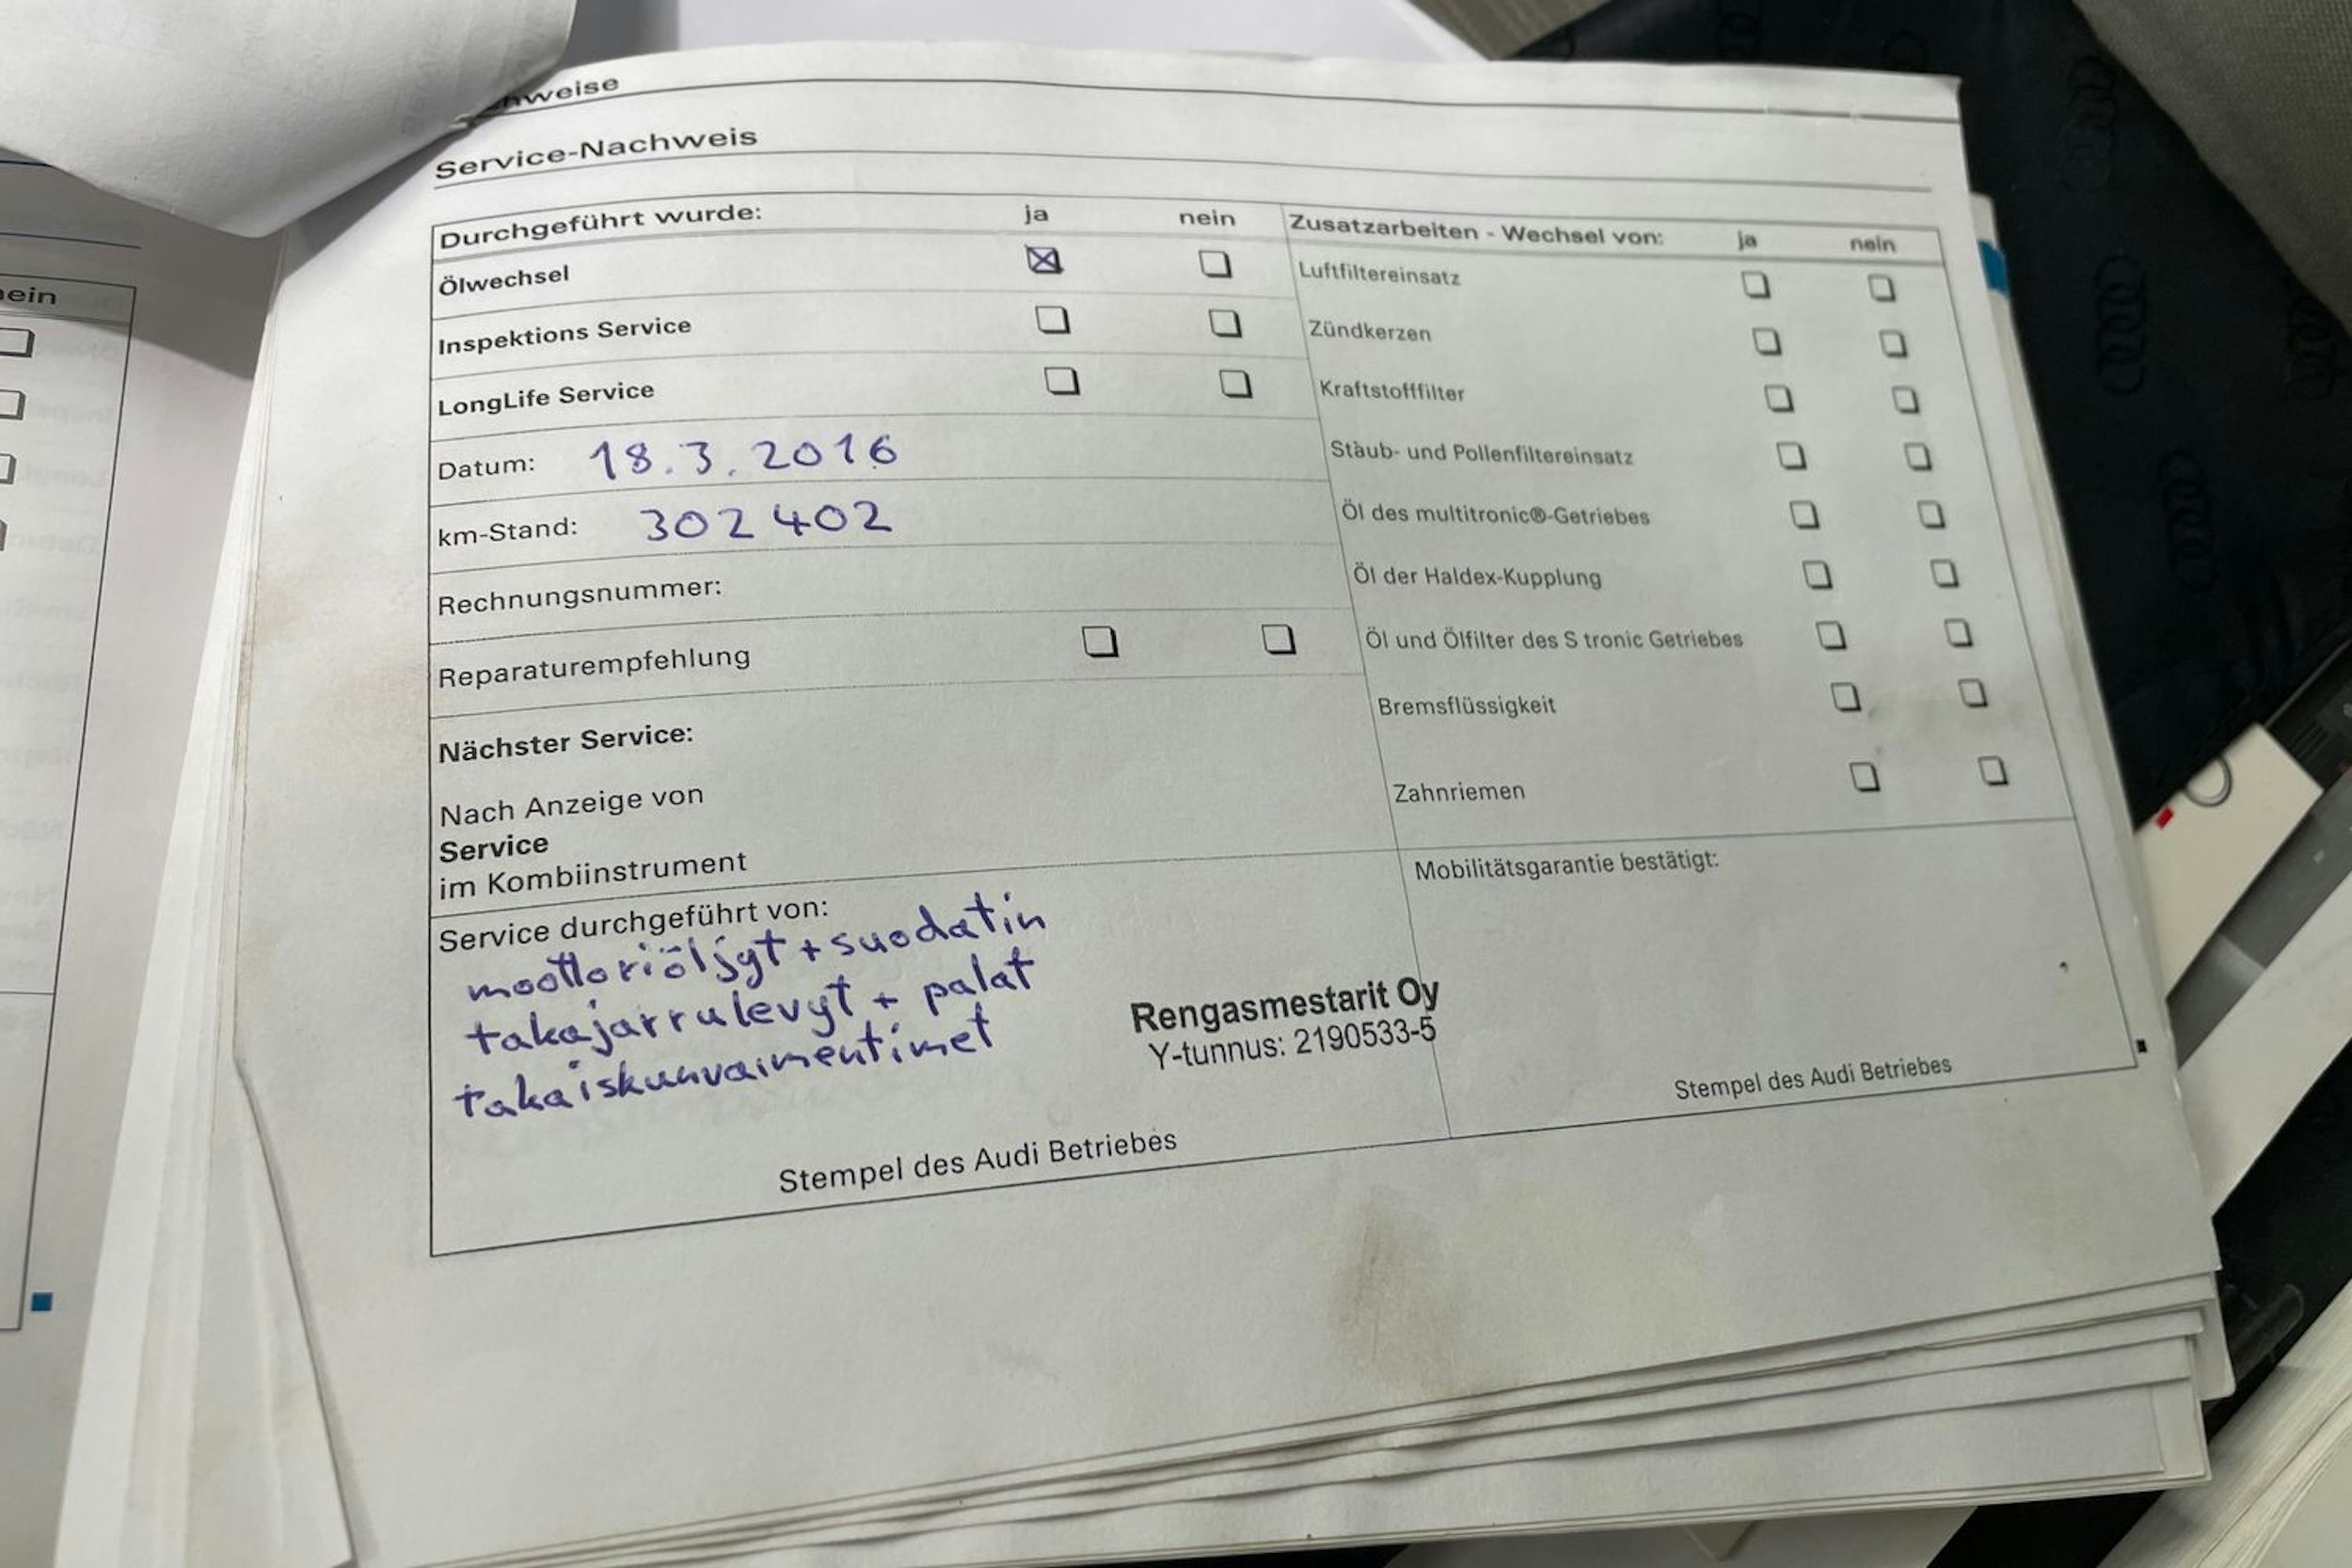 hweise
Service-Nachweis
Durchgeführt wurde: ja nein
Ölwechsel
Inspektions Service
LongLife Service
Datum: 18.3.2016
km-Stand: 302402
Rechnungsnummer:
Reparaturempfehlung
Nächster Service:
Nach Anzeige von
Service
im Kombiinstrument
Service durchgeführt von:
moottoriöljyt + suodatin
takajarrulevyt + palat
takaiskunvaimentimet
Rengasmestarit Oy
Y-tunnus: 2190533-5
Stempel des Audi Betriebes
Zusatzarbeiten - Wechsel von: ja nein
Luftfiltereinsatz
Zündkerzen
Kraftstofffilter
Staub- und Pollenfiltereinsatz
Öl des multitronic®-Getriebes
Öl der Haldex-Kupplung
Öl und Ölfilter des S tronic Getriebes
Bremsflüssigkeit
Zahnriemen
Mobilitätsgarantie bestätigt:
Stempel des Audi Betriebes
ein